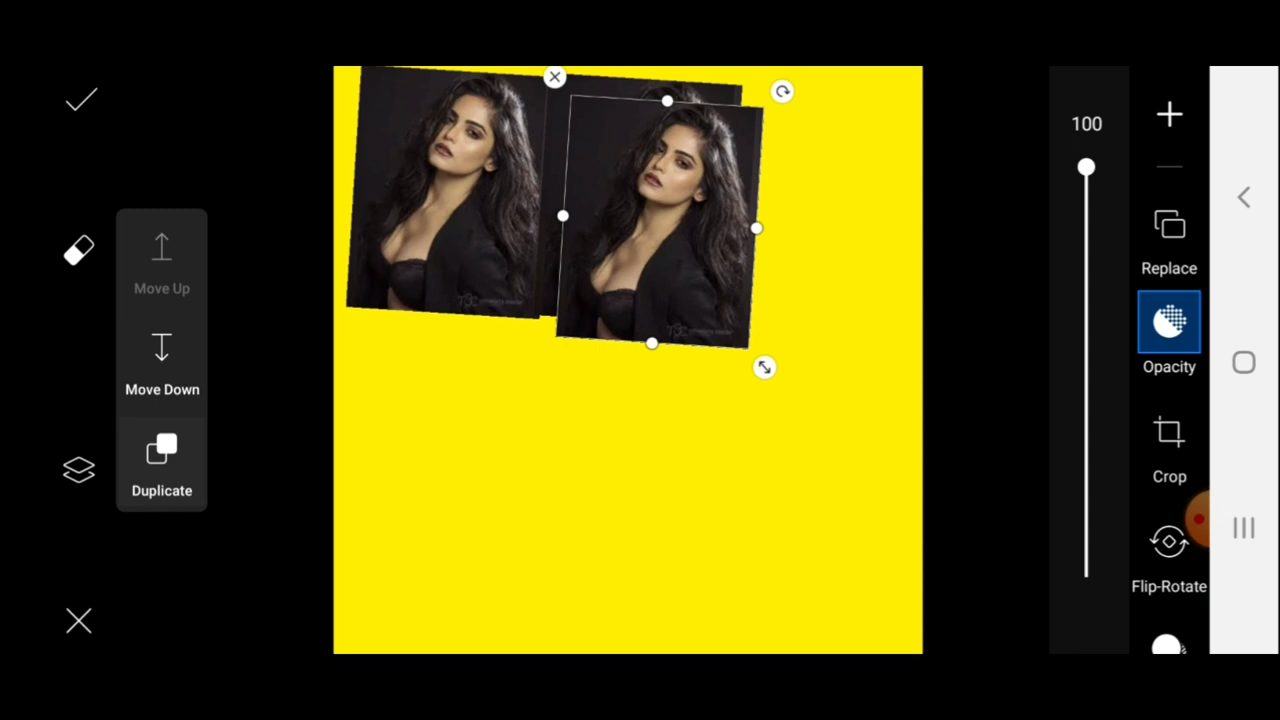 100
Replace
Move Up
Opacity
Move Down
Crop
Duplicate
Flip-Rotate